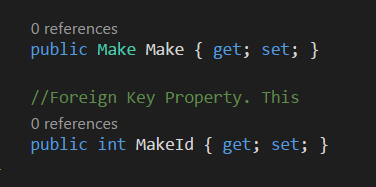 0 references
public Make Make { get; set; }
//Foreign Key Property. This
0 references
public int MakeId { get; set; }